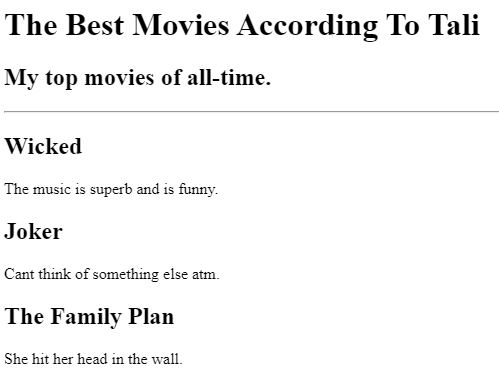 The Best Movies According To Tali
My top movies of all-time.
Wicked
The music is superb and is funny.
Joker
Cant think of something else atm.
The Family Plan
She hit her head in the wall.